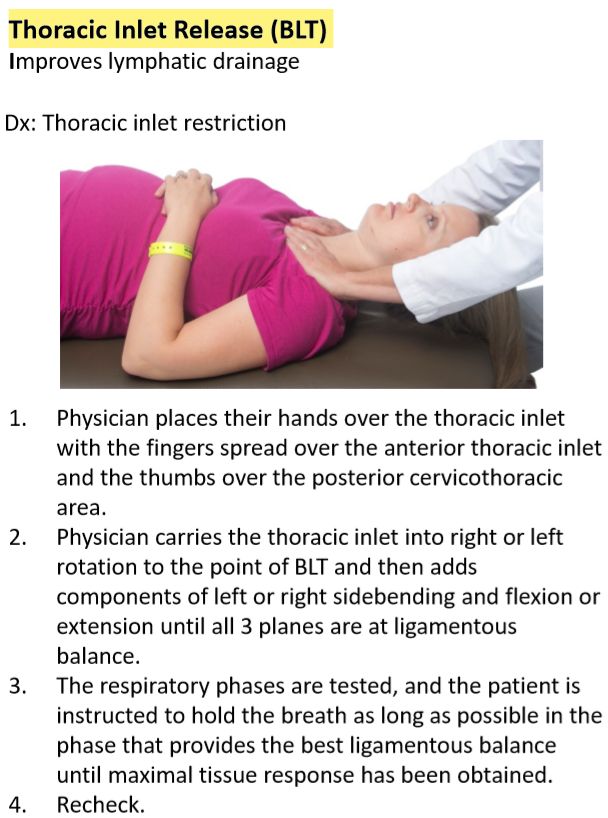 Thoracic Inlet Release (BLT)
Improves lymphatic drainage
Dx: Thoracic inlet restriction
1. Physician places their hands over the thoracic inlet
with the fingers spread over the anterior thoracic inlet
and the thumbs over the posterior cervicothoracic
area.
2. Physician carries the thoracic inlet into right or left
rotation to the point of BLT and then adds
components of left or right sidebending and flexion or
extension until all 3 planes are at ligamentous
balance.
3. The respiratory phases are tested, and the patient is
instructed to hold the breath as long as possible in the
phase that provides the best ligamentous balance
until maximal tissue response has been obtained.
4. Recheck.